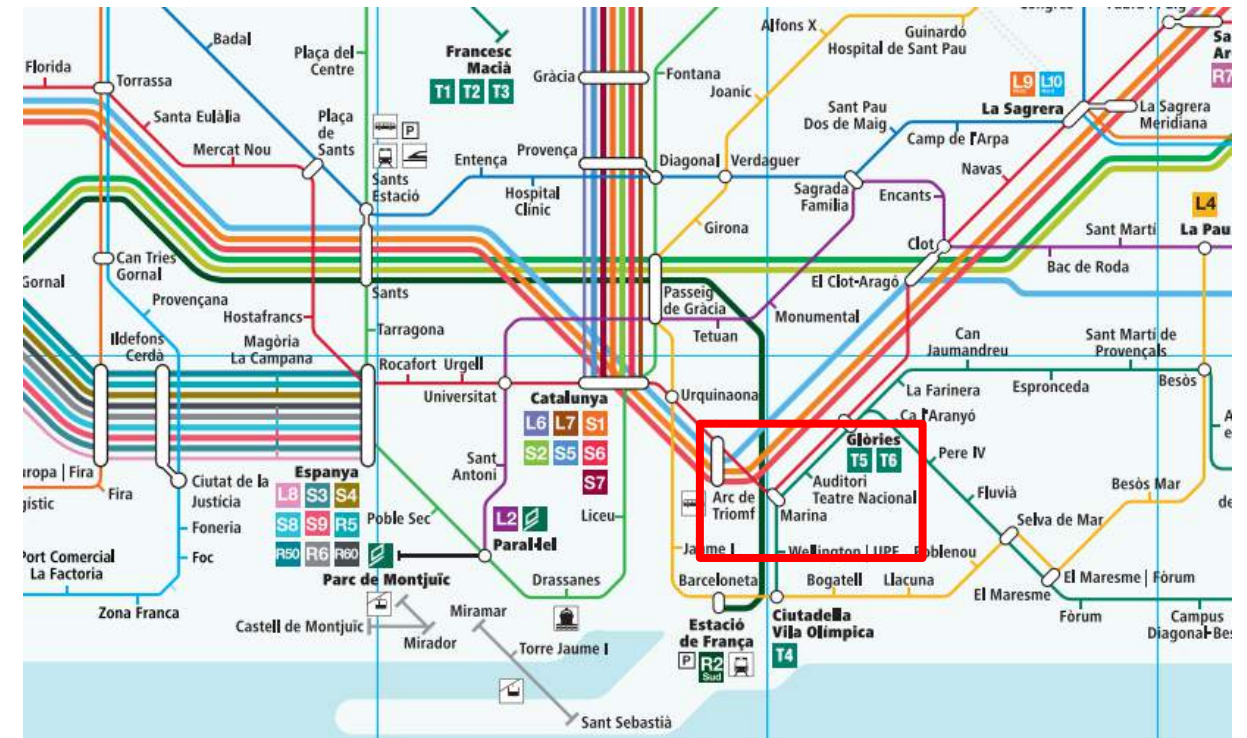 Alfons X
Guinardó
Hospital de Sant Pau
Badal
Plaça del
Centre
Francesc
Macià
T1 T2 T3
Gràcia
Fontana
Joanic
Florida
Torrassa
Santa Eulàlia
Mercat Nou
Plaça
de
Sants
P
Sants
Estació
Entença
Hospital
Clínic
Provença
Diagonal
Verdaguer
Girona
Sant Pau
Dos de Maig
Camp de l'Arpa
L9 L10
La Sagrera
La Sagrera
Meridiana
Sa
Ar
R7
Navas
Sagrada
Família
Encants
Clot
El Clot-Aragó
Sant Martí
Bac de Roda
L4
La Pau
Gornal
Can Tries
Gornal
Provençana
Ildefons
Cerdà
Hostafrancs
Magòria
La Campana
Sants
Tarragona
Rocafort
Urgell
Universitat
Catalunya
L6 L7 S1
S2 S5 S6
S7
Passeig
de Gràcia
Tetuan
Monumental
Urquinaona
Can
Jaumandreu
Sant Martí de
Provençals
La Farinera
Espronceda
Besòs
Ca l'Aranyó
Glòries
T5 T6
Pere IV
Auditori
Teatre Nacional
Arc de
Triomf
Marina
Fluvià
Besòs Mar
Selva de Mar
uropa | Fira
Fira
Ciutat de la
Justícia
Foneria
Foc
Port Comercial
La Factoria
Zona Franca
Espanya
L8 S3 S4
S8 S9 R5
R50 R6 R60
Poble Sec
Sant
Antoni
L2
Paral·lel
Liceu
Parc de Montjuïc
Drassanes
Jaume I
Wellington | UPF
Poblenou
Barceloneta
Bogatell
Llacuna
El Maresme
El Maresme | Fòrum
Fòrum
Campus
Diagonal-Bes
Estació
de França
P R2
Sud
Ciutadella
Vila Olímpica
T4
Castell de Montjuïc
Miramar
Mirador
Torre Jaume I
Sant Sebastià